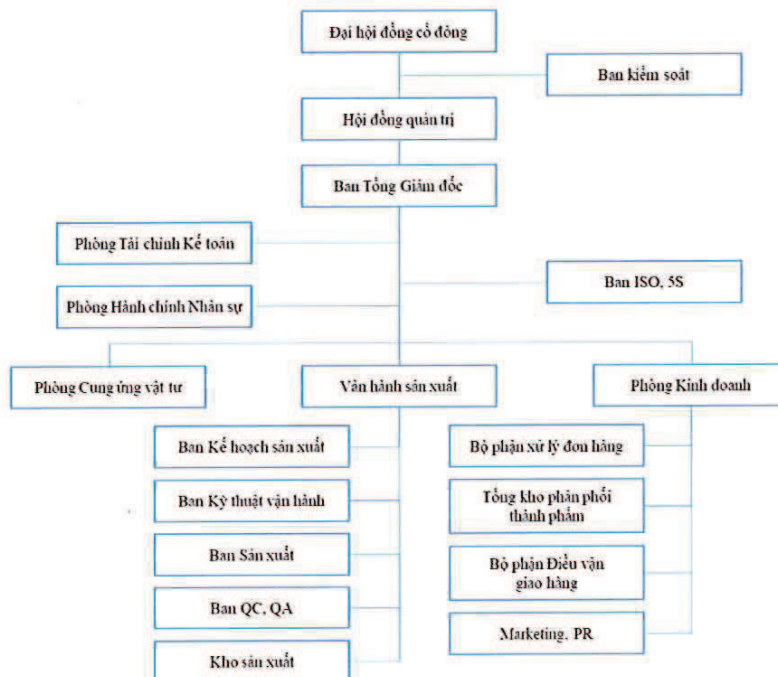 Đại hội đồng cổ đông
Ban kiểm soát
Hội đồng quản trị
Ban Tổng Giám đốc
Phòng Tài chính Kế toán
Ban ISO, 5S
Phòng Hành chính Nhân sự
Phòng Cung ứng vật tư
Vận hành sản xuất
Phòng Kinh doanh
Ban Kế hoạch sản xuất
Ban Kỹ thuật vận hành
Ban Sản xuất
Ban QC, QA
Kho sản xuất
Bộ phận xử lý đơn hàng
Tổng kho phân phối
thành phẩm
Bộ phận Điều vận
giao hàng
Marketing, PR